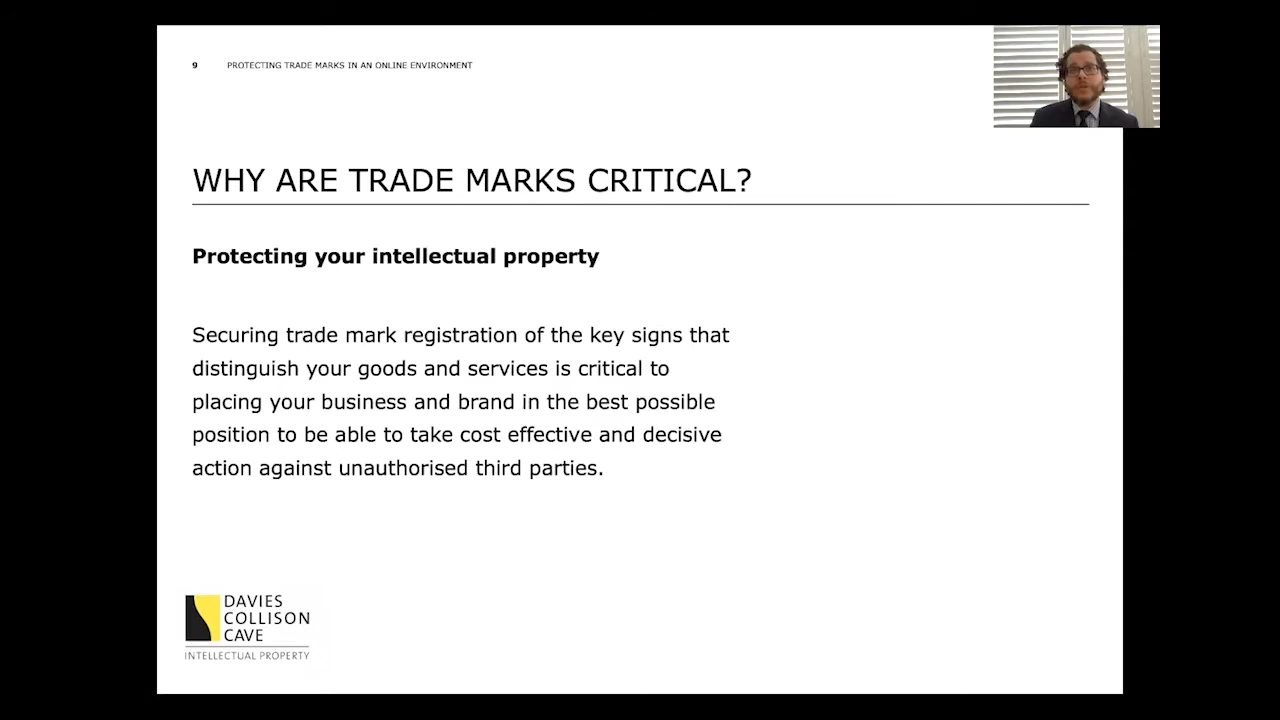 9 PROTECTING TRADE MARKS IN AN ONLINE ENVIRONMENT
WHY ARE TRADE MARKS CRITICAL?
Protecting your intellectual property
Securing trade mark registration of the key signs that
distinguish your goods and services is critical to
placing your business and brand in the best possible
position to be able to take cost effective and decisive
action against unauthorised third parties.
DAVIES
COLLISON
CAVE
INTELLECTUAL PROPERTY